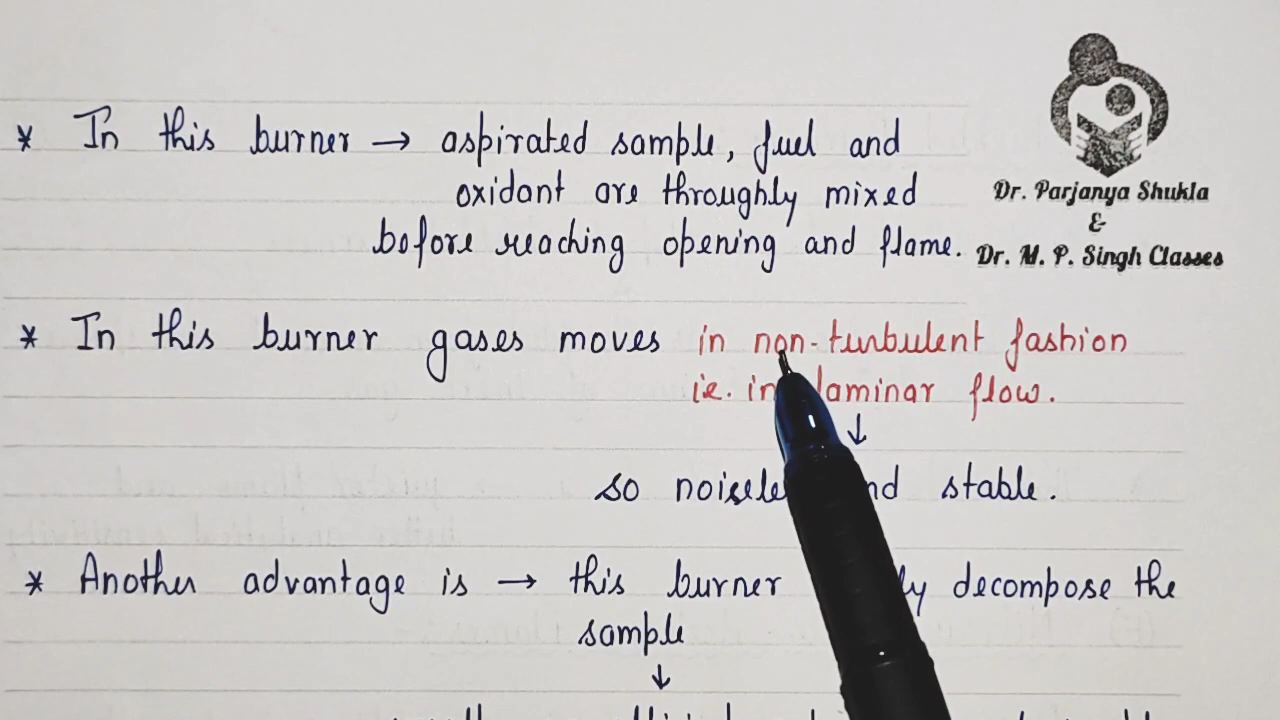 * In this burner → aspirated sample, fuel and
oxidant are throughly mixed
before reaching opening and flame.
Dr. Parjanya Shukla
&
Dr. M. P. Singh Classes
* In this burner gases moves in non-turbulent fashion
i.e. in laminar flow.
↓
so stable.
* Another advantage is → this burner decompose the
sample
↓